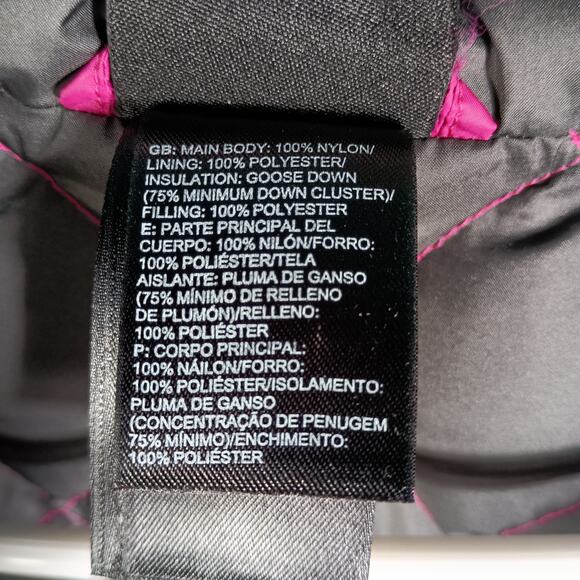 GB: MAIN BODY: 100% NYLON/
LINING: 100% POLYESTER/
INSULATION: GOOSE DOWN
(75% MINIMUM DOWN CLUSTER)/
FILLING: 100% POLYESTER
E: PARTE PRINCIPAL DEL
CUERPO: 100% NILÓN/FORRO:
100% POLIÉSTER/TELA
AISLANTE: PLUMA DE GANSO
(75% MÍNIMO DE RELLENO
DE PLUMÓN)/RELLENO:
100% POLIÉSTER
P: CORPO PRINCIPAL:
100% NÁILON/FORRO:
100% POLIÉSTER/ISOLAMENTO:
PLUMA DE GANSO
(CONCENTRAÇÃO DE PENUGEM
75% MÍNIMO)/ENCHIMENTO:
100% POLIÉSTER